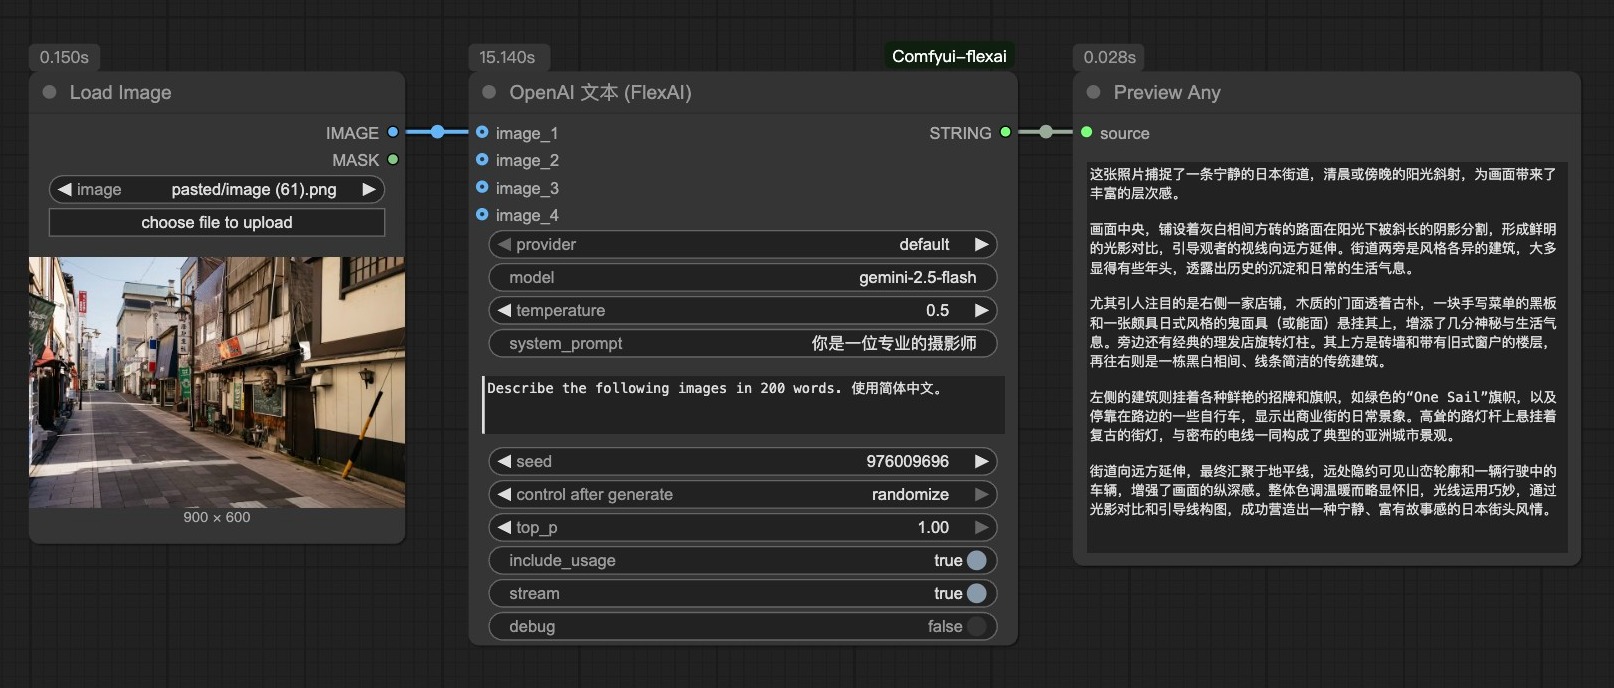 0.150s
Load Image
IMAGE
MASK
image
pasted/image (61).png
choose file to upload
900 × 600
15.140s
Comfyui-flexai
OpenAI 文本 (FlexAI)
image_1
STRING
image_2
image_3
image_4
provider
default
model
gemini-2.5-flash
temperature
0.5
system_prompt
你是一位专业的摄影师
Describe the following images in 200 words. 使用简体中文。
seed
976009696
control after generate
randomize
top_p
1.00
include_usage
true
stream
true
debug
false
0.028s
Preview Any
source
这张照片捕捉了一条宁静的日本街道，清晨或傍晚的阳光斜射，为画面带来了
丰富的层次感。
画面中央，铺设着灰白相间方砖的路面在阳光下被斜长的阴影分割，形成鲜明
的光影对比，引导观者的视线向远方延伸。街道两旁是风格各异的建筑，大多
显得有些年头，透露出历史的沉淀和日常的生活气息。
尤其引人注目的是右侧一家店铺，木质的门面透着古朴，一块手写菜单的黑板
和一张颇具日式风格的鬼面具（或能面）悬挂其上，增添了几分神秘与生活气
息。旁边还有经典的理发店旋转灯柱。其上方是砖墙和带有旧式窗户的楼层，
再往右则是一栋黑白相间、线条简洁的传统建筑。
左侧的建筑则挂着各种鲜艳的招牌和旗帜，如绿色的“One Sail”旗帜，以及
停靠在路边的一些自行车，显示出商业街的日常景象。高耸的路灯杆上悬挂着
复古的街灯，与密布的电线一同构成了典型的亚洲城市景观。
街道向远方延伸，最终汇聚于地平线，远处隐约可见山峦轮廓和一辆行驶中的
车辆，增强了画面的纵深感。整体色调温暖而略显怀旧，光线运用巧妙，通过
光影对比和引导线构图，成功营造出一种宁静、富有故事感的日本街头风情。